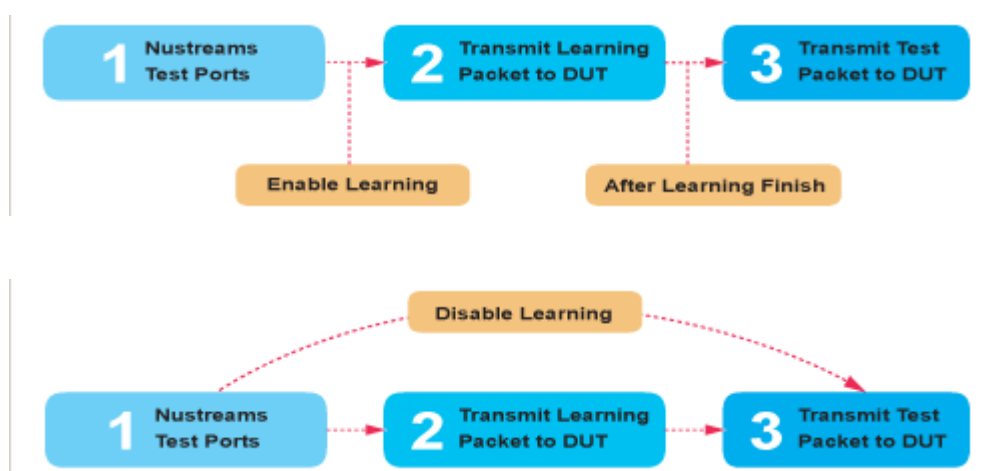 1 Nustreams
Test Ports
2 Transmit Learning
Packet to DUT
3 Transmit Test
Packet to DUT
Enable Learning
After Learning Finish
Disable Learning
1 Nustreams
Test Ports
2 Transmit Learning
Packet to DUT
3 Transmit Test
Packet to DUT